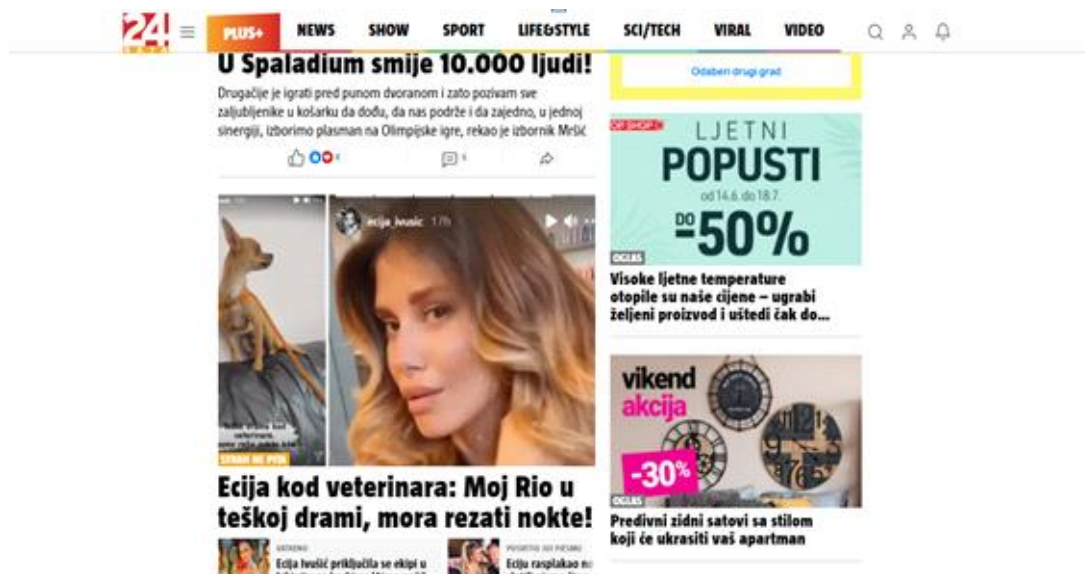 24
SATA
PLUS+ NEWS SHOW SPORT LIFE&STYLE SCI/TECH VIRAL VIDEO
U Spaladium smije 10.000 ljudi!
Drugačije je igrati pred punom dvoranom i zato pozivam sve
zaljubljenike u košarku da dođu, da nas podrže i da zajedno, u jednoj
sinergiji, izborimo plasman na Olimpijske igre, rekao je izbornik Mršić
ecija_ivusic 17h
veterinara.
Ecija kod veterinara: Moj Rio u
teškoj drami, mora rezati nokte!
VATRENO
Ecija Ivušić priključila se ekipi u
Eciju rasplakao
Odaberi drugi grad
LJETNI
POPUSTI
od 14.6. do 18.7.
DO
-50%
OGLAS
Visoke ljetne temperature
otopile su naše cijene – ugrabi
željeni proizvod i uštedi čak do...
vikend
akcija
-30%
OGLAS
Predivni zidni satovi sa stilom
koji će ukrasiti vaš apartman